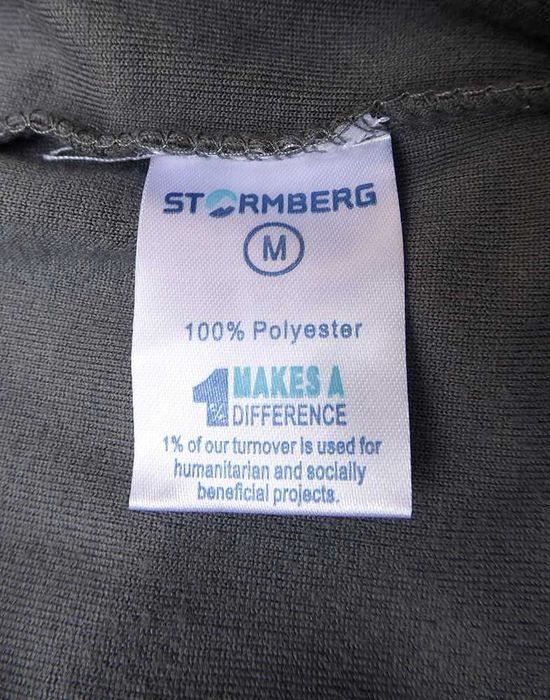 STORMBERG
M
100% Polyester
1% MAKES A
DIFFERENCE
1% of our turnover is used for
humanitarian and socially
beneficial projects.